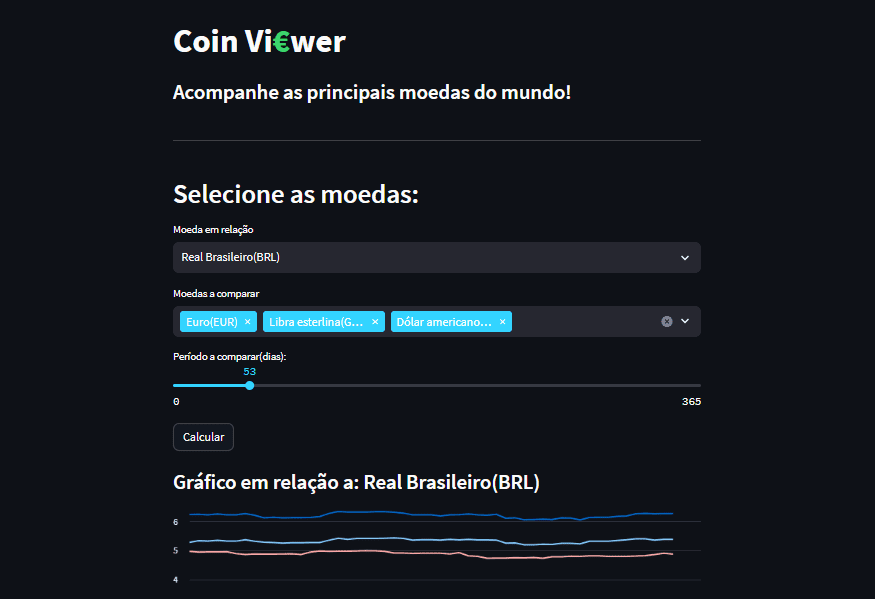 Coin Vi€wer
Acompanhe as principais moedas do mundo!
Selecione as moedas:
Moeda em relação
Real Brasileiro(BRL)
Moedas a comparar
Euro(EUR) × Libra esterlina(G... × Dólar americano... ×
Período a comparar(dias):
53
0 365
Calcular
Gráfico em relação a: Real Brasileiro(BRL)
6
5
4